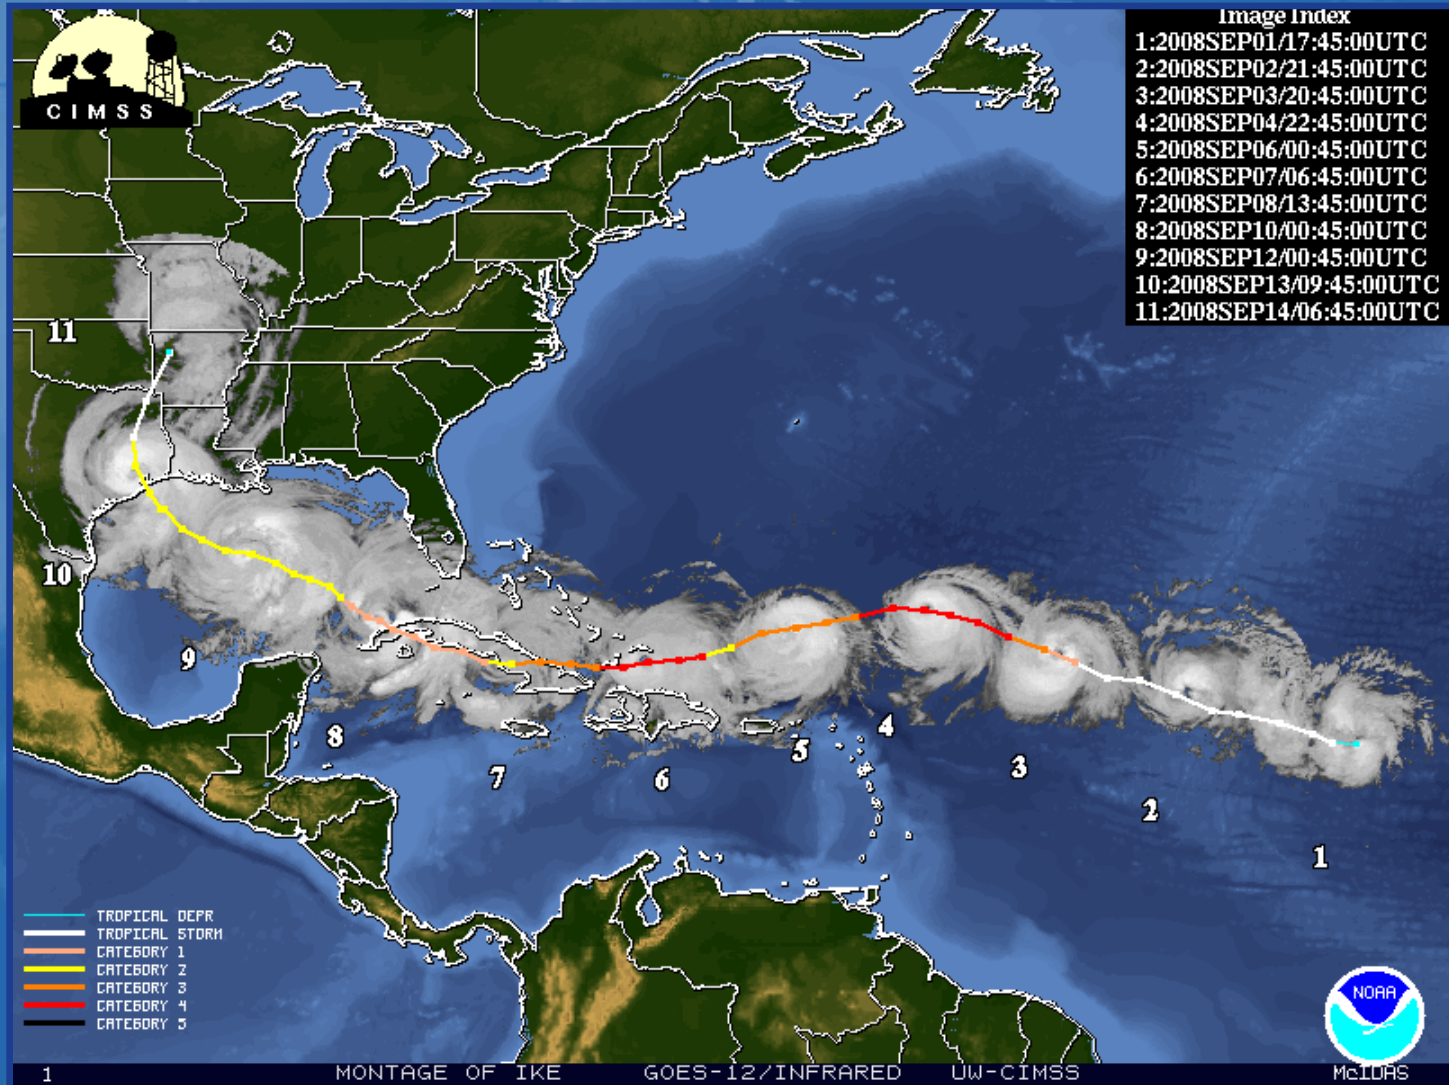 CIMSS
Image Index
1:2008SEP01/17:45:00UTC
2:2008SEP02/21:45:00UTC
3:2008SEP03/20:45:00UTC
4:2008SEP04/22:45:00UTC
5:2008SEP06/00:45:00UTC
6:2008SEP07/06:45:00UTC
7:2008SEP08/13:45:00UTC
8:2008SEP10/00:45:00UTC
9:2008SEP12/00:45:00UTC
10:2008SEP13/09:45:00UTC
11:2008SEP14/06:45:00UTC
11
10
9
8
7
6
5
4
3
2
1
TROPICAL DEPR
TROPICAL STORM
CATEGORY 1
CATEGORY 2
CATEGORY 3
CATEGORY 4
CATEGORY 5
NOAA
1 MONTAGE OF IKE GOES-12/INFRARED UW-CIMSS McIDAS